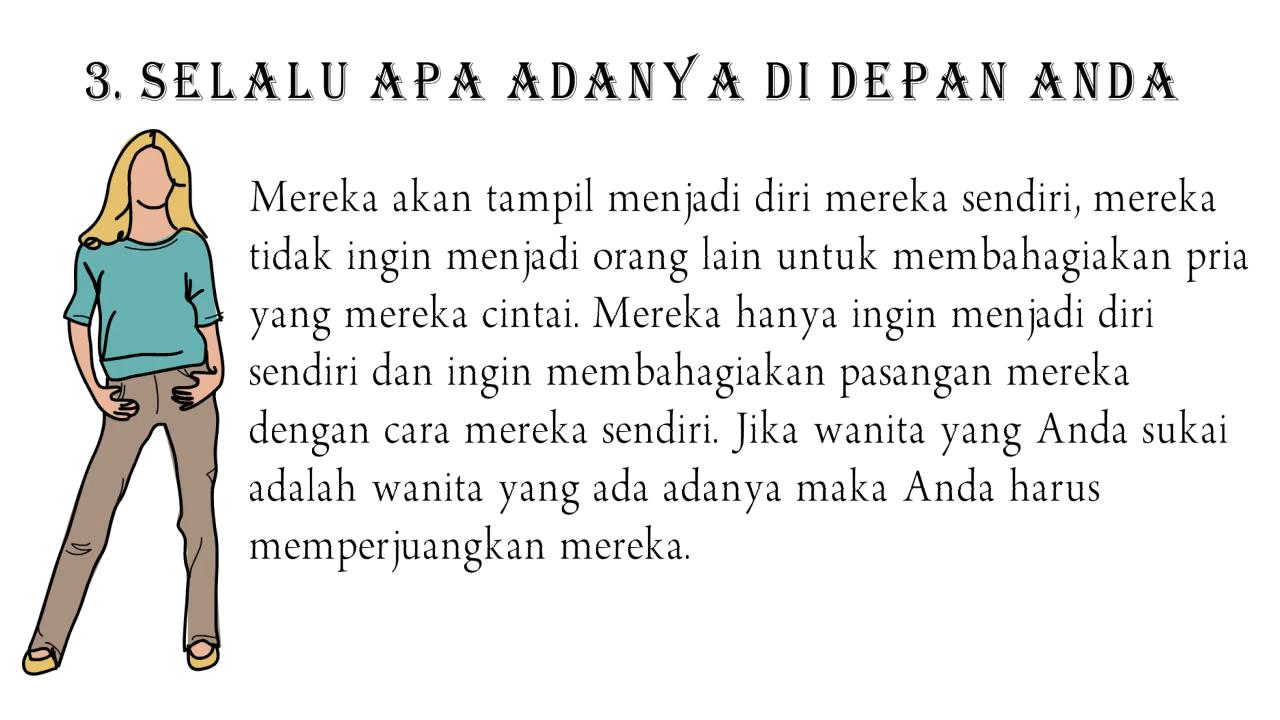 3. SELALU APA ADANYA DI DEPAN ANDA
Mereka akan tampil menjadi diri mereka sendiri, mereka
tidak ingin menjadi orang lain untuk membahagiakan pria
yang mereka cintai. Mereka hanya ingin menjadi diri
sendiri dan ingin membahagiakan pasangan mereka
dengan cara mereka sendiri. Jika wanita yang Anda sukai
adalah wanita yang ada adanya maka Anda harus
memperjuangkan mereka.